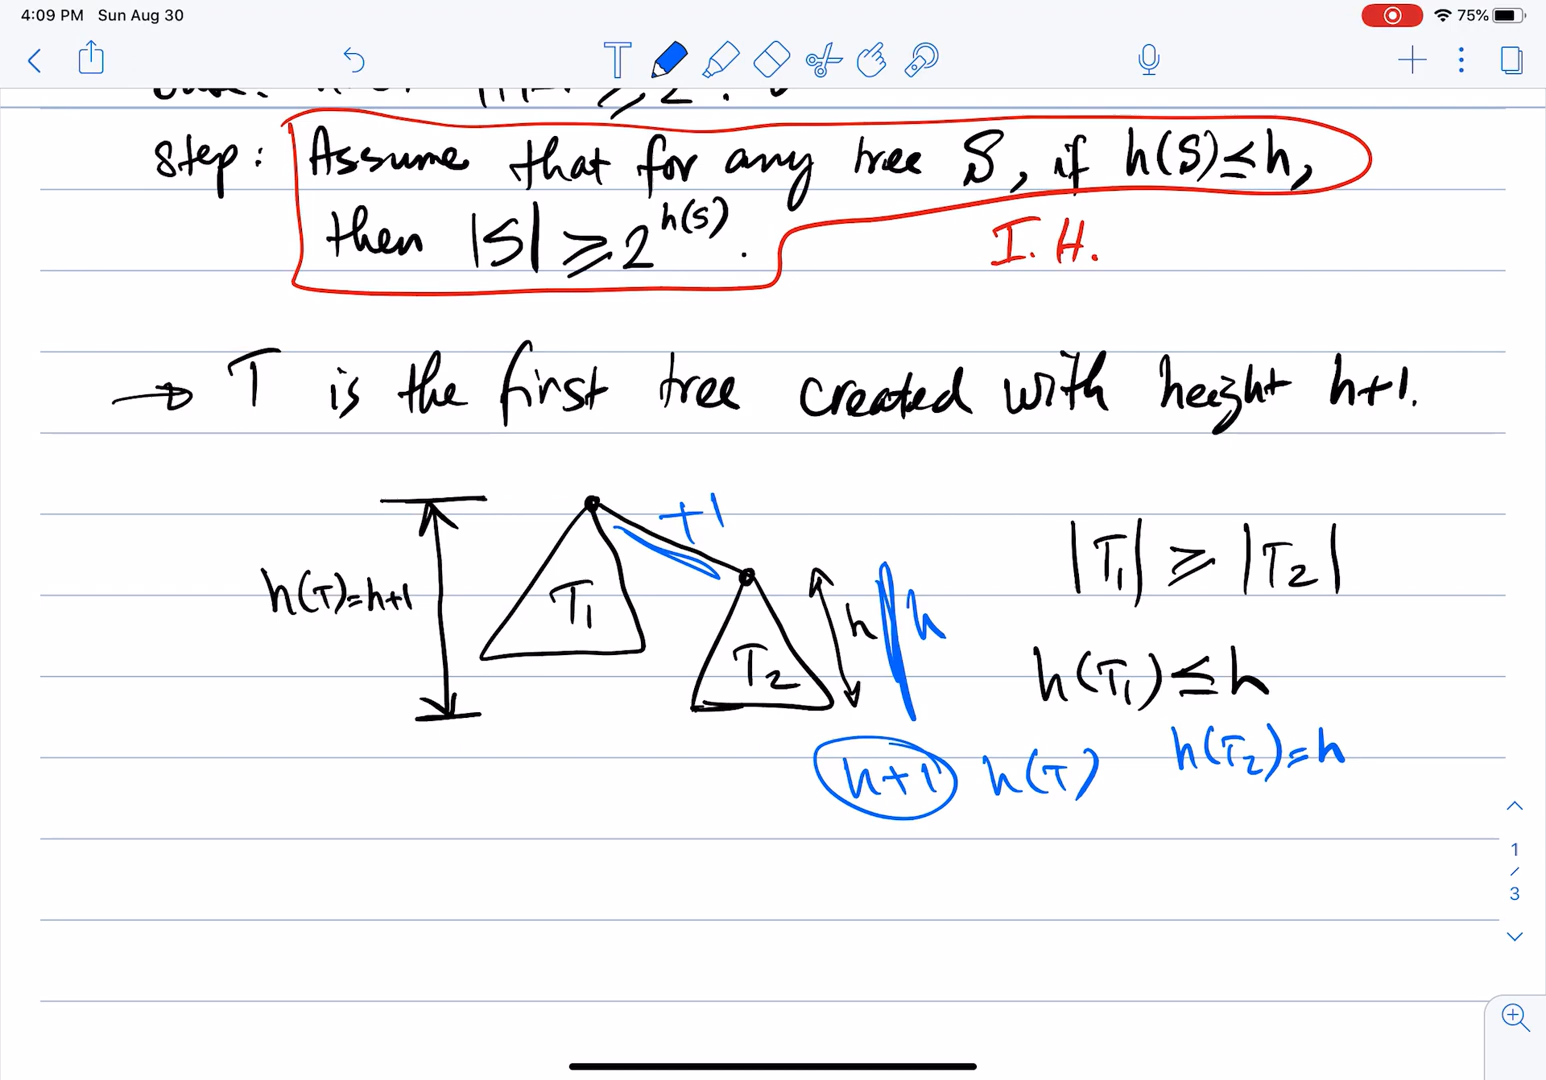 4:09 PM Sun Aug 30
75%
T
Step: Assume that for any tree S, if h(S)≤h,
then |S| ≥ 2^h(S).
I.H.
→ T is the first tree created with height h+1.
+1
h(T)=h+1
T₁
T₂
h
h
|T₁| ≥ |T₂|
h(T₁) ≤ h
h(T₂)=h
h+1 h(T)
1
/
3